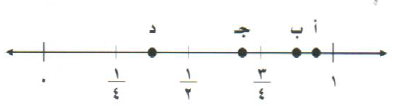 د جـ ب أ
٠ ١/٤ ١/٢ ٣/٤ ١